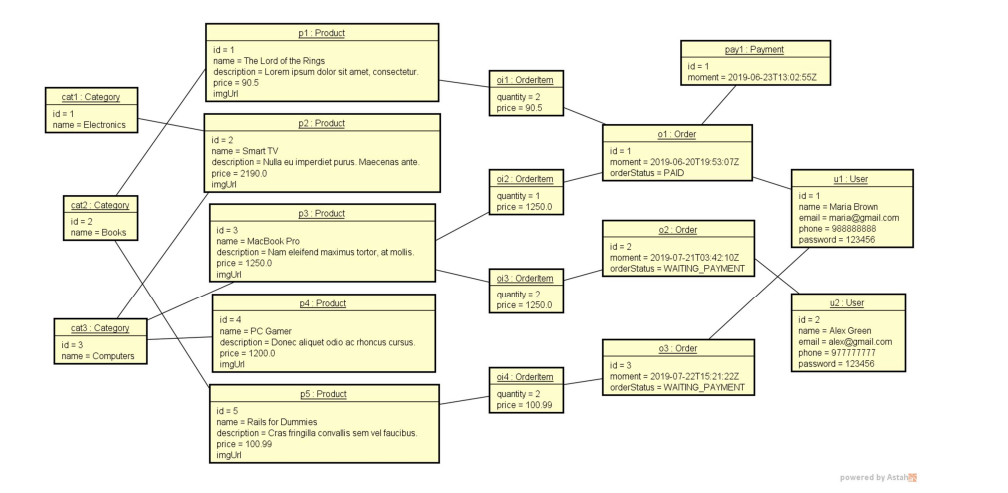 p1 : Product
id = 1
name = The Lord of the Rings
description = Lorem ipsum dolor sit amet, consectetur.
price = 90.5
imgUrl
pay1 : Payment
id = 1
moment = 2019-06-23T13:02:55Z
oi1 : OrderItem
quantity = 2
price = 90.5
cat1 : Category
id = 1
name = Electronics
p2 : Product
id = 2
name = Smart TV
description = Nulla eu imperdiet purus. Maecenas ante.
price = 2190.0
imgUrl
o1 : Order
id = 1
moment = 2019-06-20T19:53:07Z
orderStatus = PAID
oi2 : OrderItem
quantity = 1
price = 1250.0
u1 : User
id = 1
name = Maria Brown
email = maria@gmail.com
phone = 988888888
password = 123456
cat2 : Category
id = 2
name = Books
p3 : Product
id = 3
name = MacBook Pro
description = Nam eleifend maximus tortor, at mollis.
price = 1250.0
imgUrl
o2 : Order
id = 2
moment = 2019-07-21T03:42:10Z
orderStatus = WAITING_PAYMENT
oi3 : OrderItem
quantity = 2
price = 1250.0
u2 : User
id = 2
name = Alex Green
email = alex@gmail.com
phone = 977777777
password = 123456
p4 : Product
id = 4
name = PC Gamer
description = Donec aliquet odio ac rhoncus cursus.
price = 1200.0
imgUrl
cat3 : Category
id = 3
name = Computers
o3 : Order
id = 3
moment = 2019-07-22T15:21:22Z
orderStatus = WAITING_PAYMENT
oi4 : OrderItem
quantity = 2
price = 100.99
p5 : Product
id = 5
name = Rails for Dummies
description = Cras fringilla convallis sem vel faucibus.
price = 100.99
imgUrl
powered by Astah